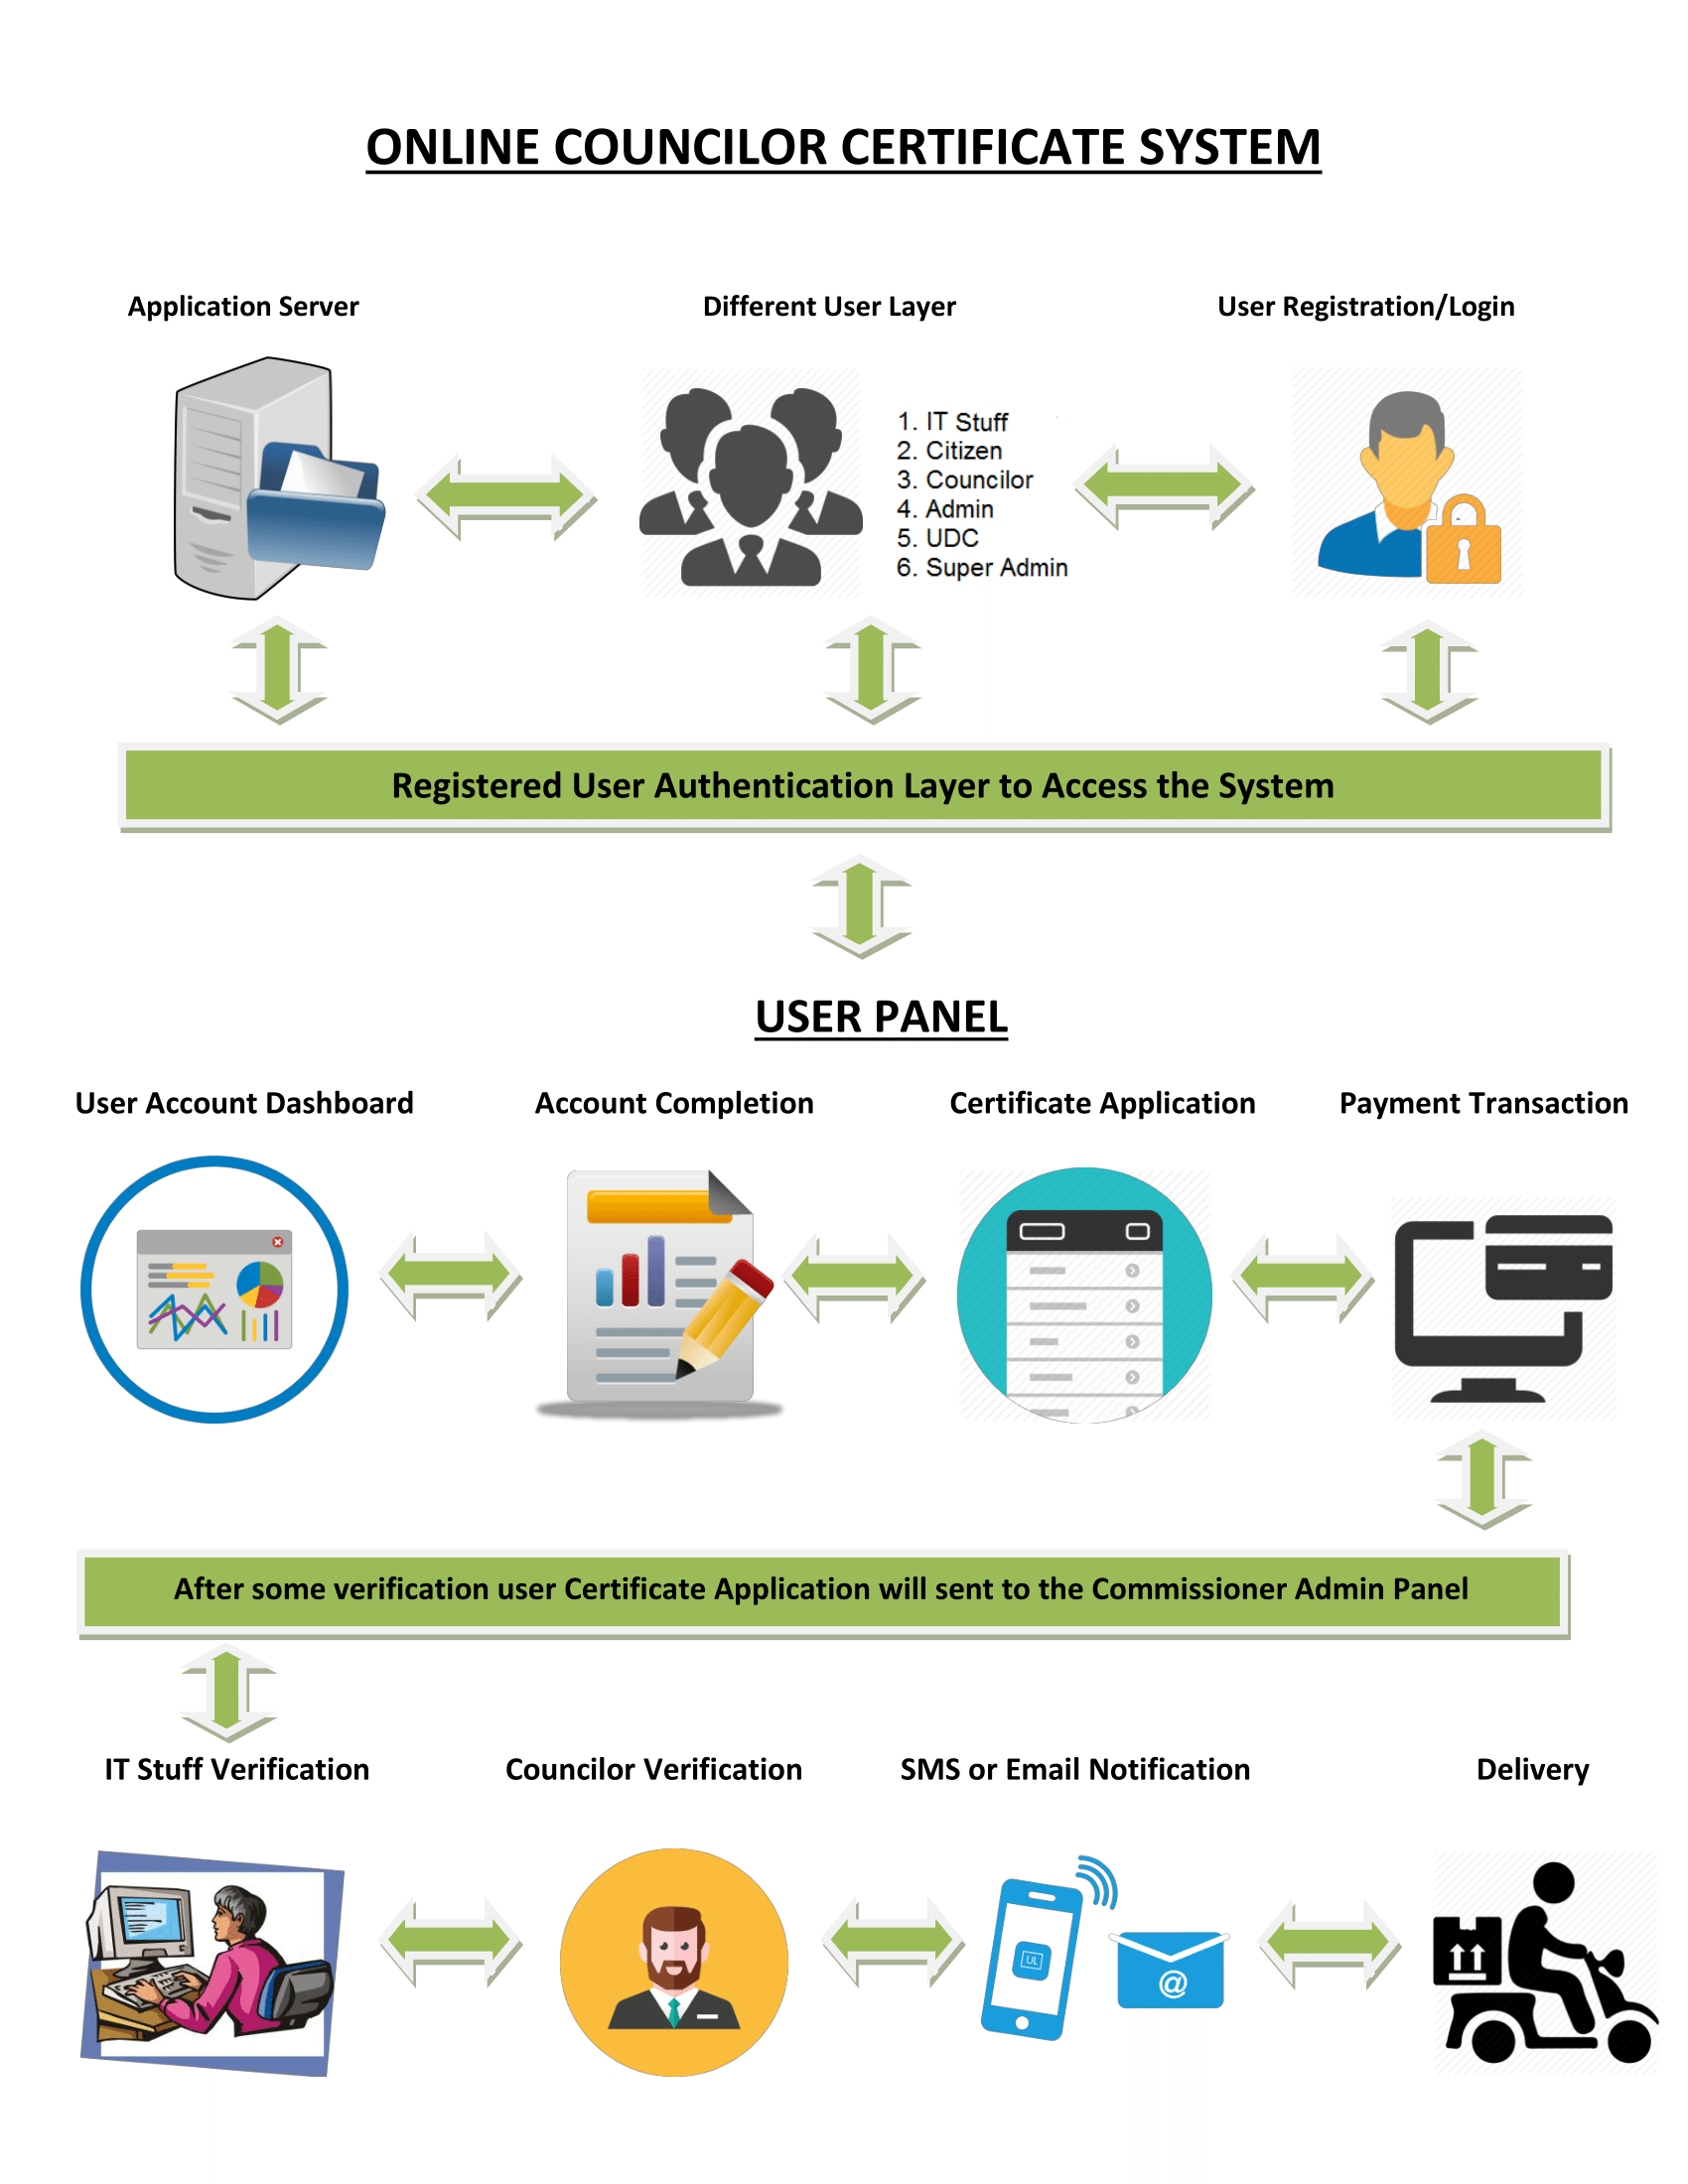 ONLINE COUNCILOR CERTIFICATE SYSTEM
Application Server
Different User Layer
User Registration/Login
1. IT Stuff
2. Citizen
3. Councilor
4. Admin
5. UDC
6. Super Admin
Registered User Authentication Layer to Access the System
USER PANEL
User Account Dashboard
Account Completion
Certificate Application
Payment Transaction
After some verification user Certificate Application will sent to the Commissioner Admin Panel
IT Stuff Verification
Councilor Verification
SMS or Email Notification
Delivery
UL
@